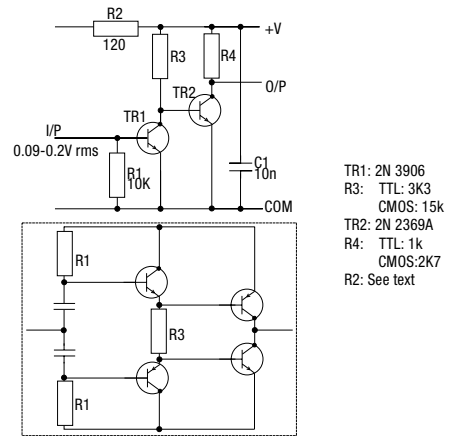 R2
120
+V
R3
R4
O/P
TR2
TR1
I/P
0.09-0.2V rms
R1
10K
C1
10n
COM
R1
R3
R1
TR1: 2N 3906
R3: TTL: 3K3
CMOS: 15k
TR2: 2N 2369A
R4: TTL: 1k
CMOS:2K7
R2: See text